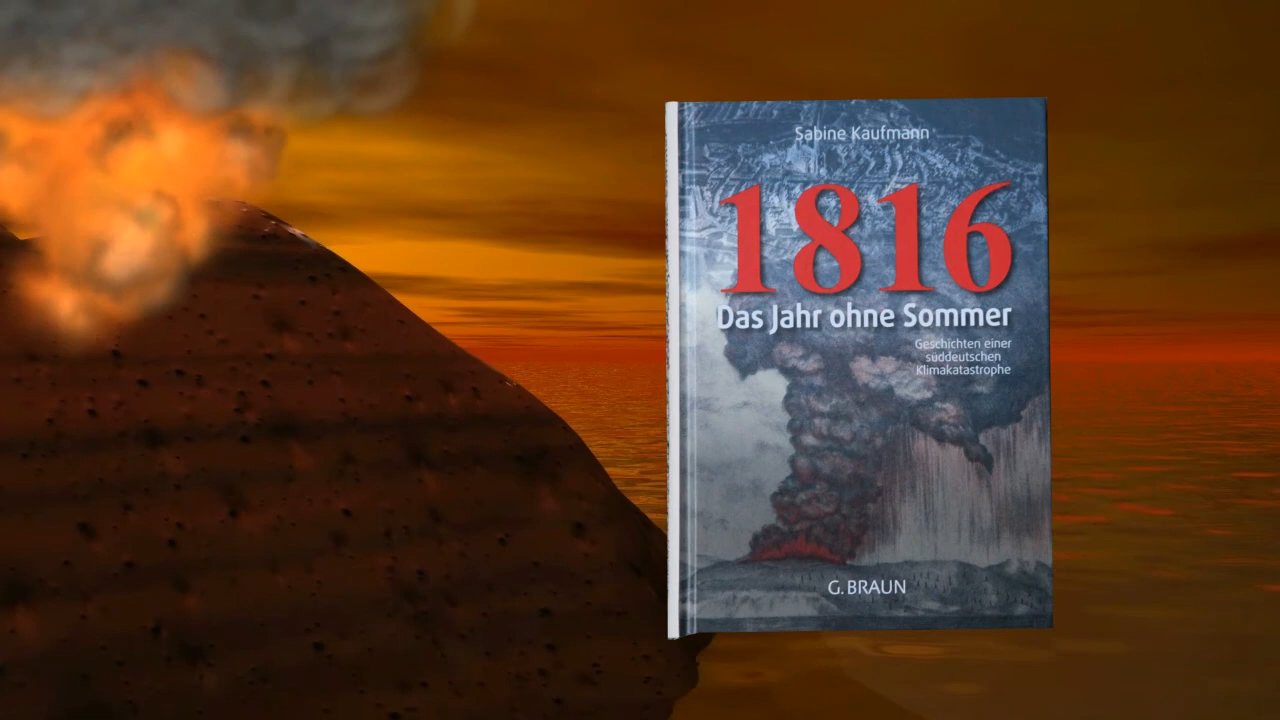 Sabine Kaufmann
1816
Das Jahr ohne Sommer
Geschichten einer
süddeutschen
Klimakatastrophe
G. BRAUN